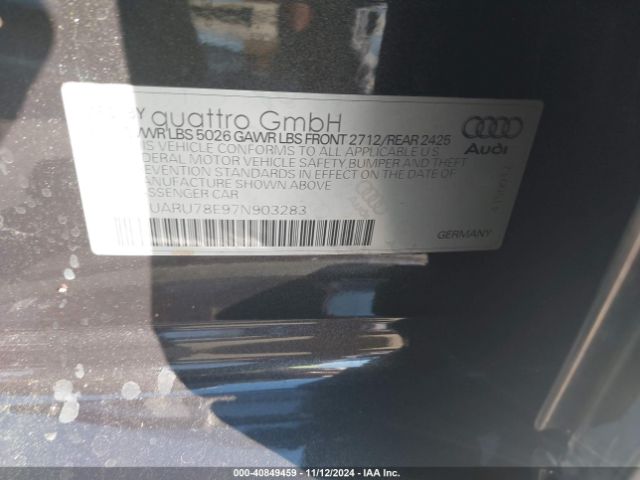 BY quattro GmbH
LBS 5026 GAWR LBS FRONT 2712/REAR 2425
IS VEHICLE CONFORMS TO ALL APPLICABLE U.S
DERAL MOTOR VEHICLE SAFETY BUMPER AND THEFT
EVENTION STANDARDS IN EFFECT ON THE DATE OF
MANUFACTURE SHOWN ABOVE
SSENGER CAR
UARU78E97N903283
Audi
GERMANY
000-40849459 - 11/12/2024 - IAA Inc.